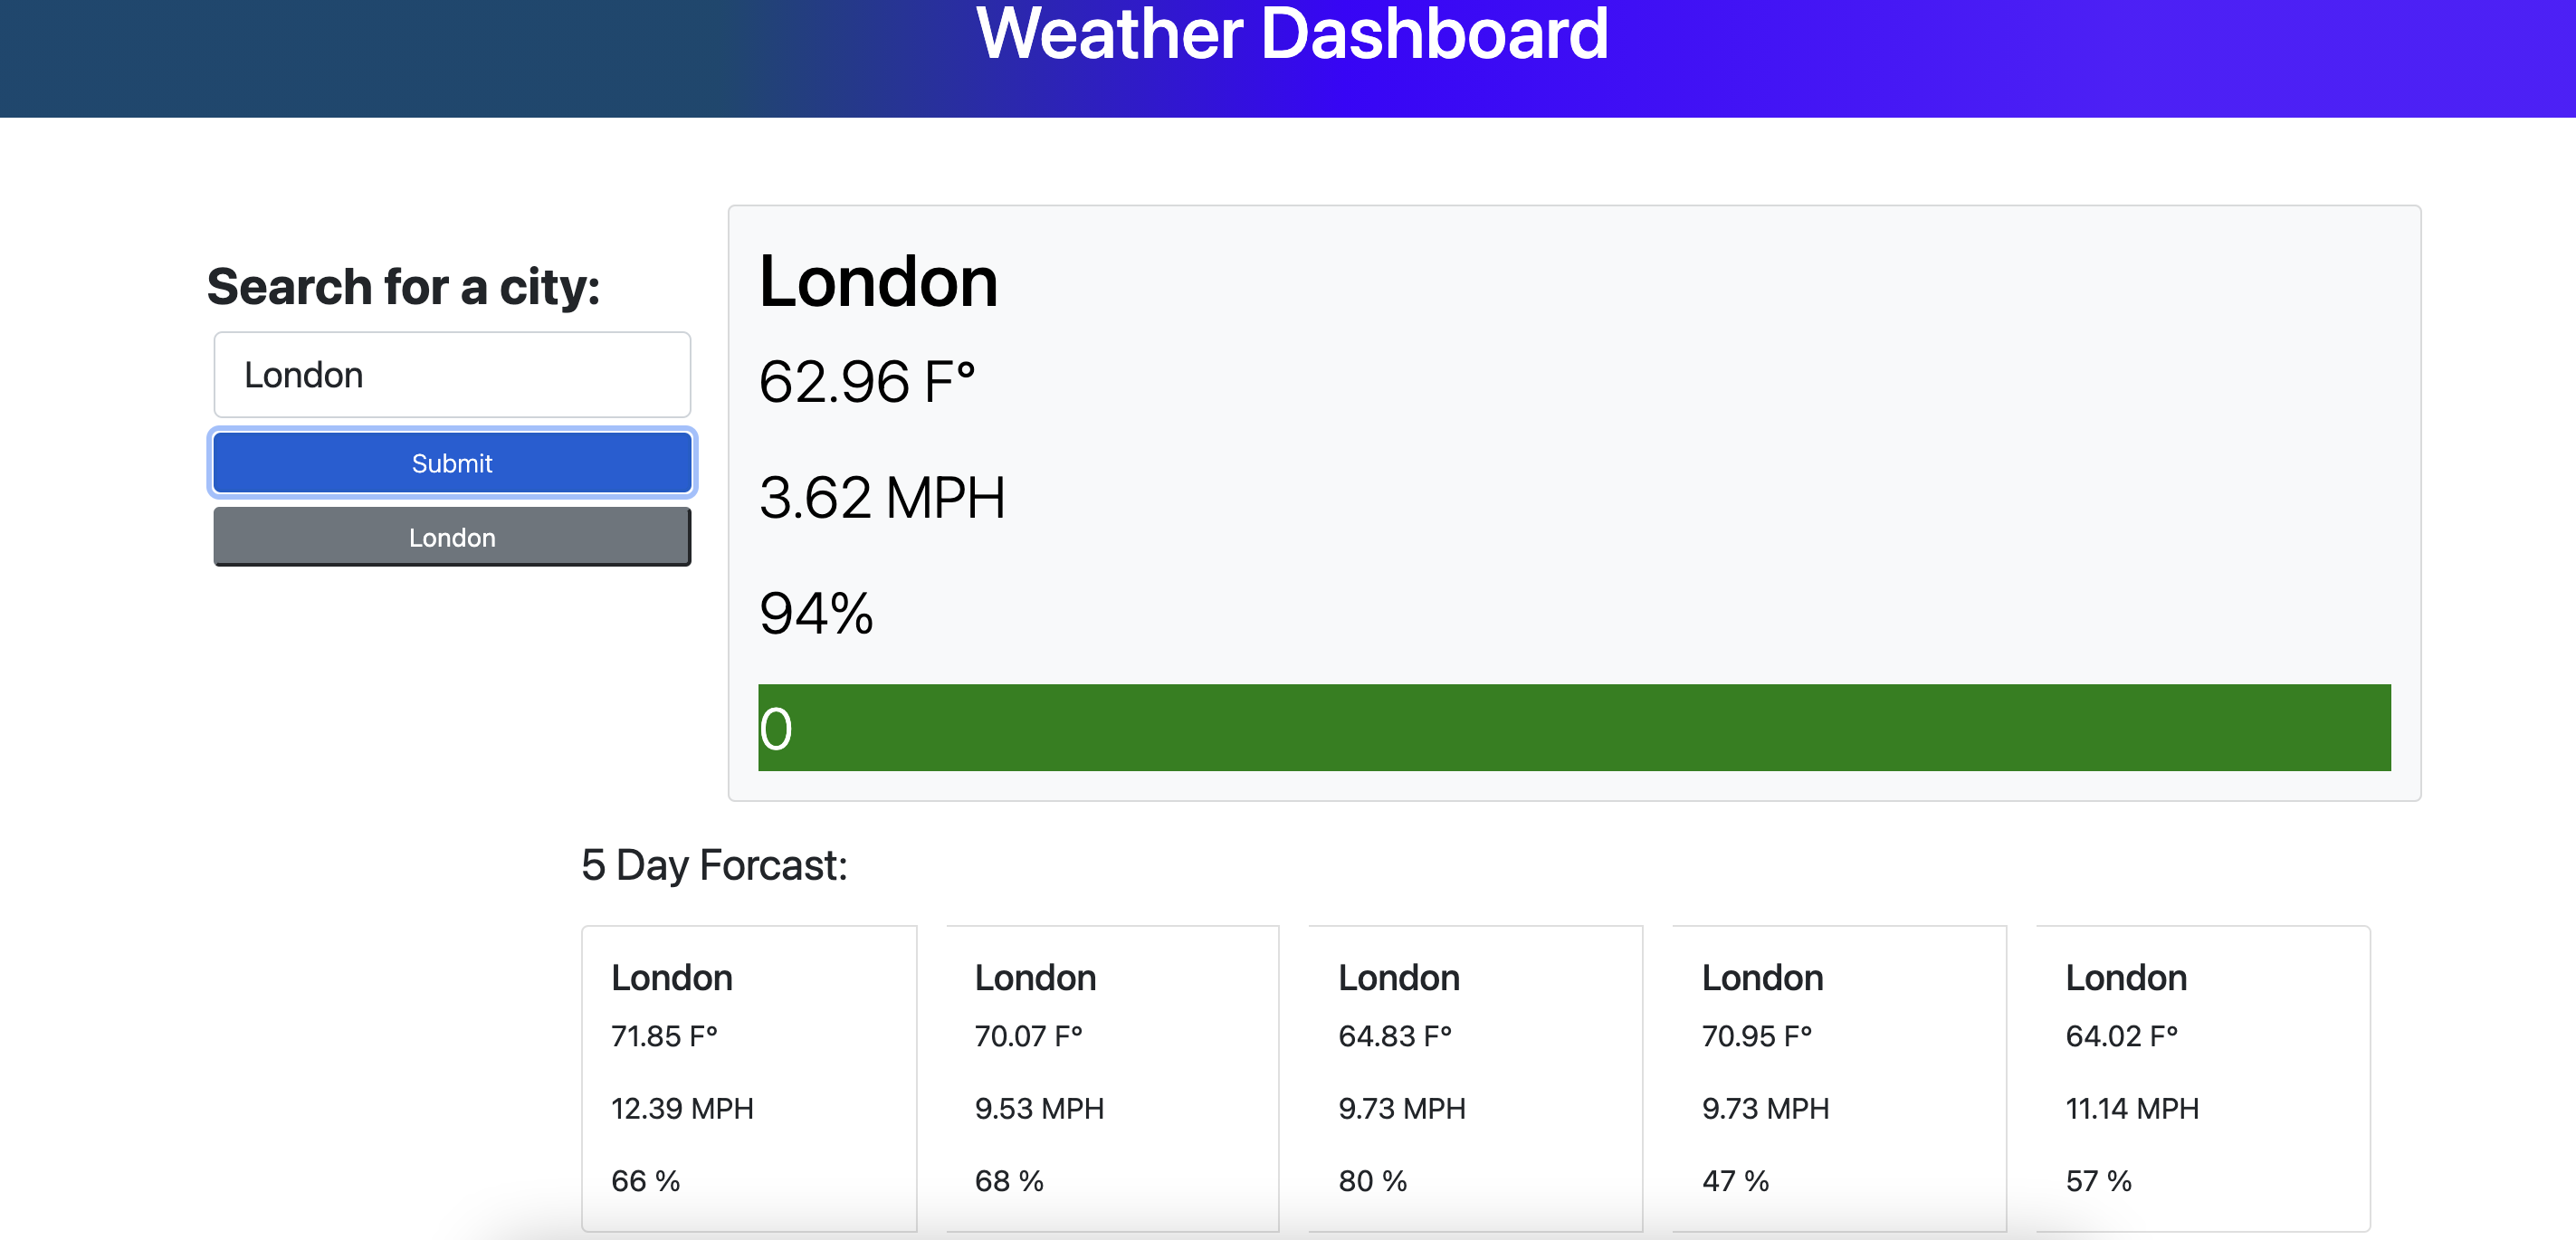 Weather Dashboard
Search for a city:
London
Submit
London
London
62.96 F°
3.62 MPH
94%
0
5 Day Forcast:
London
71.85 F°
12.39 MPH
66 %
London
70.07 F°
9.53 MPH
68 %
London
64.83 F°
9.73 MPH
80 %
London
70.95 F°
9.73 MPH
47 %
London
64.02 F°
11.14 MPH
57 %